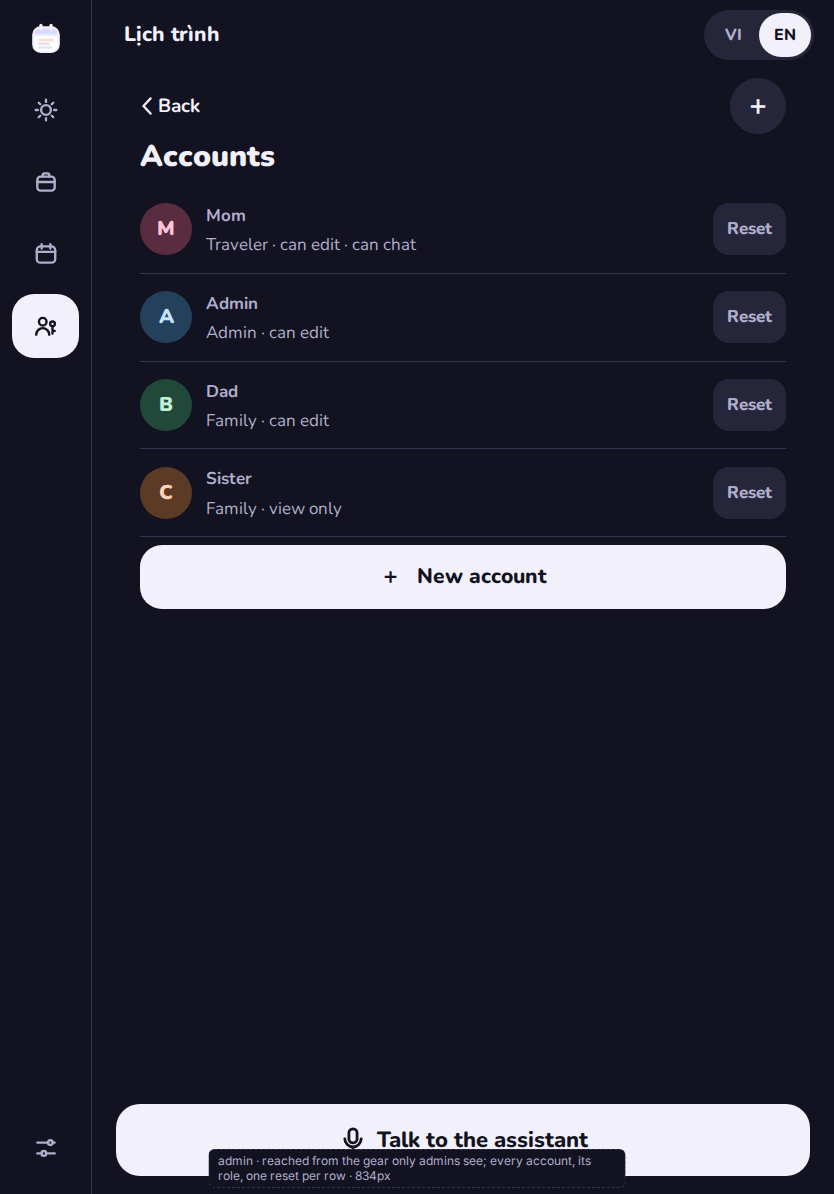 Lịch trình
VI
EN
Back
+
Accounts
M
Mom
Traveler · can edit · can chat
Reset
A
Admin
Admin · can edit
Reset
B
Dad
Family · can edit
Reset
C
Sister
Family · view only
Reset
+ New account
Talk to the assistant
admin · reached from the gear only admins see; every account, its
role, one reset per row · 834px